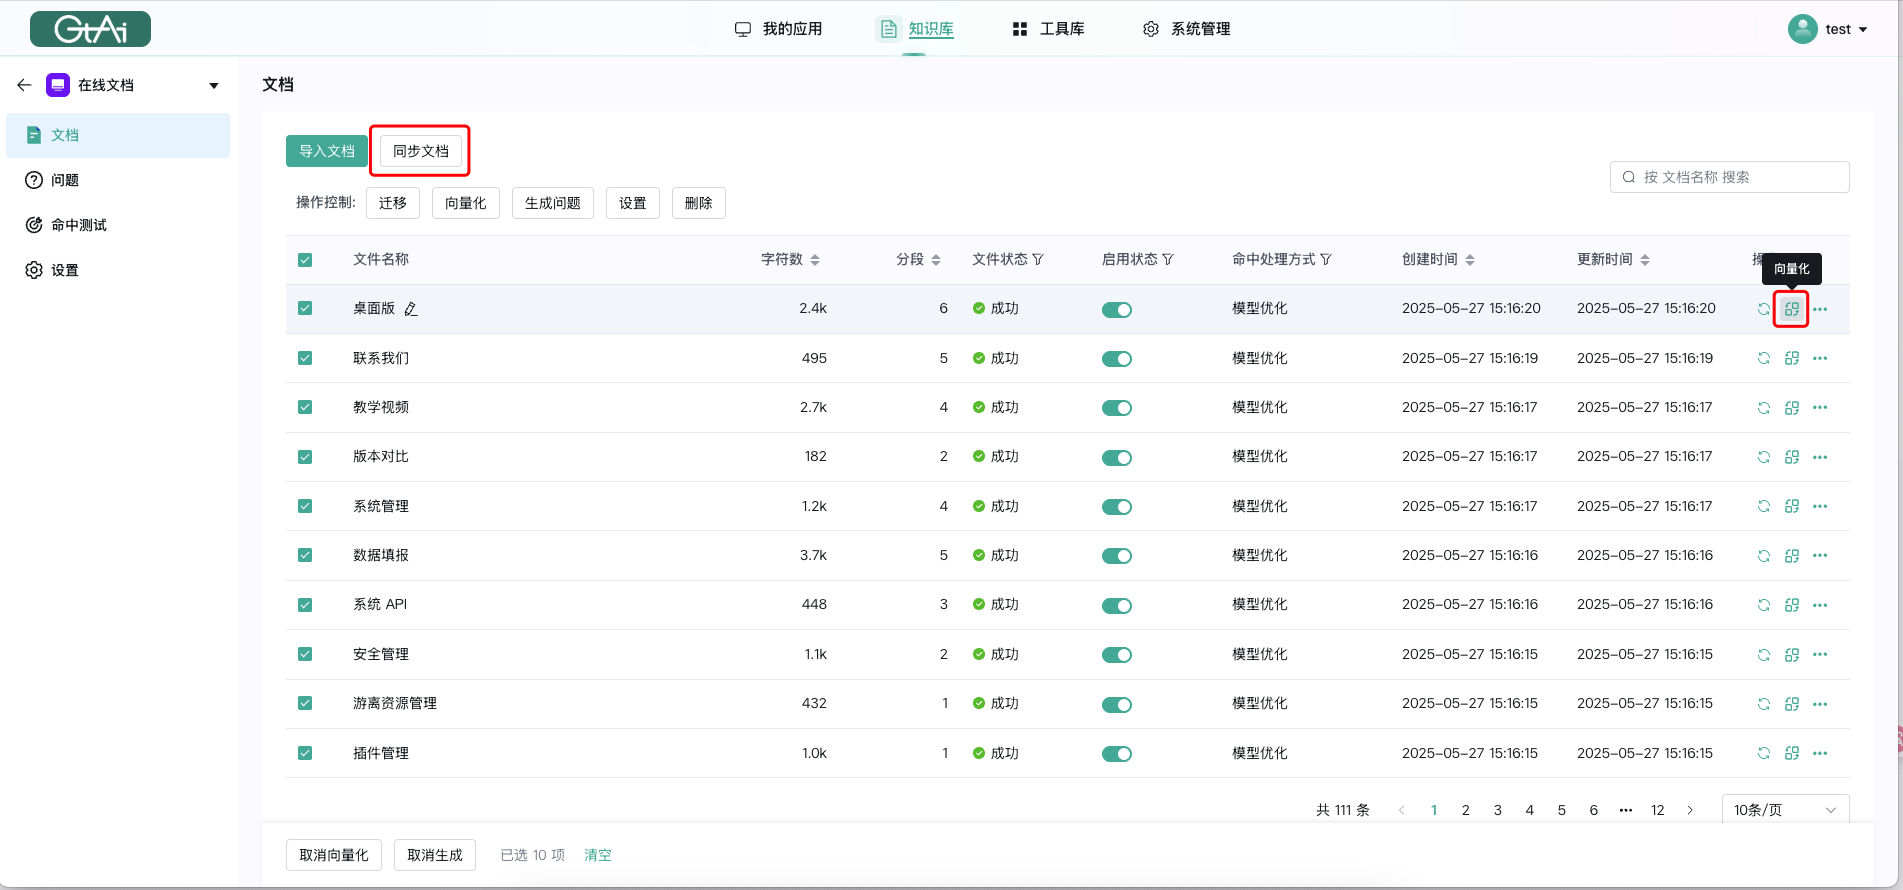 GtAi 我的应用 知识库 工具库 系统管理 test
在线文档
文档
问题
命中测试
设置
文档
导入文档 同步文档
按 文档名称 搜索
操作控制: 迁移 向量化 生成问题 设置 删除
文件名称 字符数 分段 文件状态 启用状态 命中处理方式 创建时间 更新时间
向量化
桌面版 2.4k 6 成功 模型优化 2025-05-27 15:16:20 2025-05-27 15:16:20
联系我们 495 5 成功 模型优化 2025-05-27 15:16:19 2025-05-27 15:16:19
教学视频 2.7k 4 成功 模型优化 2025-05-27 15:16:17 2025-05-27 15:16:17
版本对比 182 2 成功 模型优化 2025-05-27 15:16:17 2025-05-27 15:16:17
系统管理 1.2k 4 成功 模型优化 2025-05-27 15:16:17 2025-05-27 15:16:17
数据填报 3.7k 5 成功 模型优化 2025-05-27 15:16:16 2025-05-27 15:16:16
系统 API 448 3 成功 模型优化 2025-05-27 15:16:16 2025-05-27 15:16:16
安全管理 1.1k 2 成功 模型优化 2025-05-27 15:16:15 2025-05-27 15:16:15
游离资源管理 432 1 成功 模型优化 2025-05-27 15:16:15 2025-05-27 15:16:15
插件管理 1.0k 1 成功 模型优化 2025-05-27 15:16:15 2025-05-27 15:16:15
共 111 条 1 2 3 4 5 6 ··· 12 10条/页
取消向量化 取消生成 已选 10 项 清空